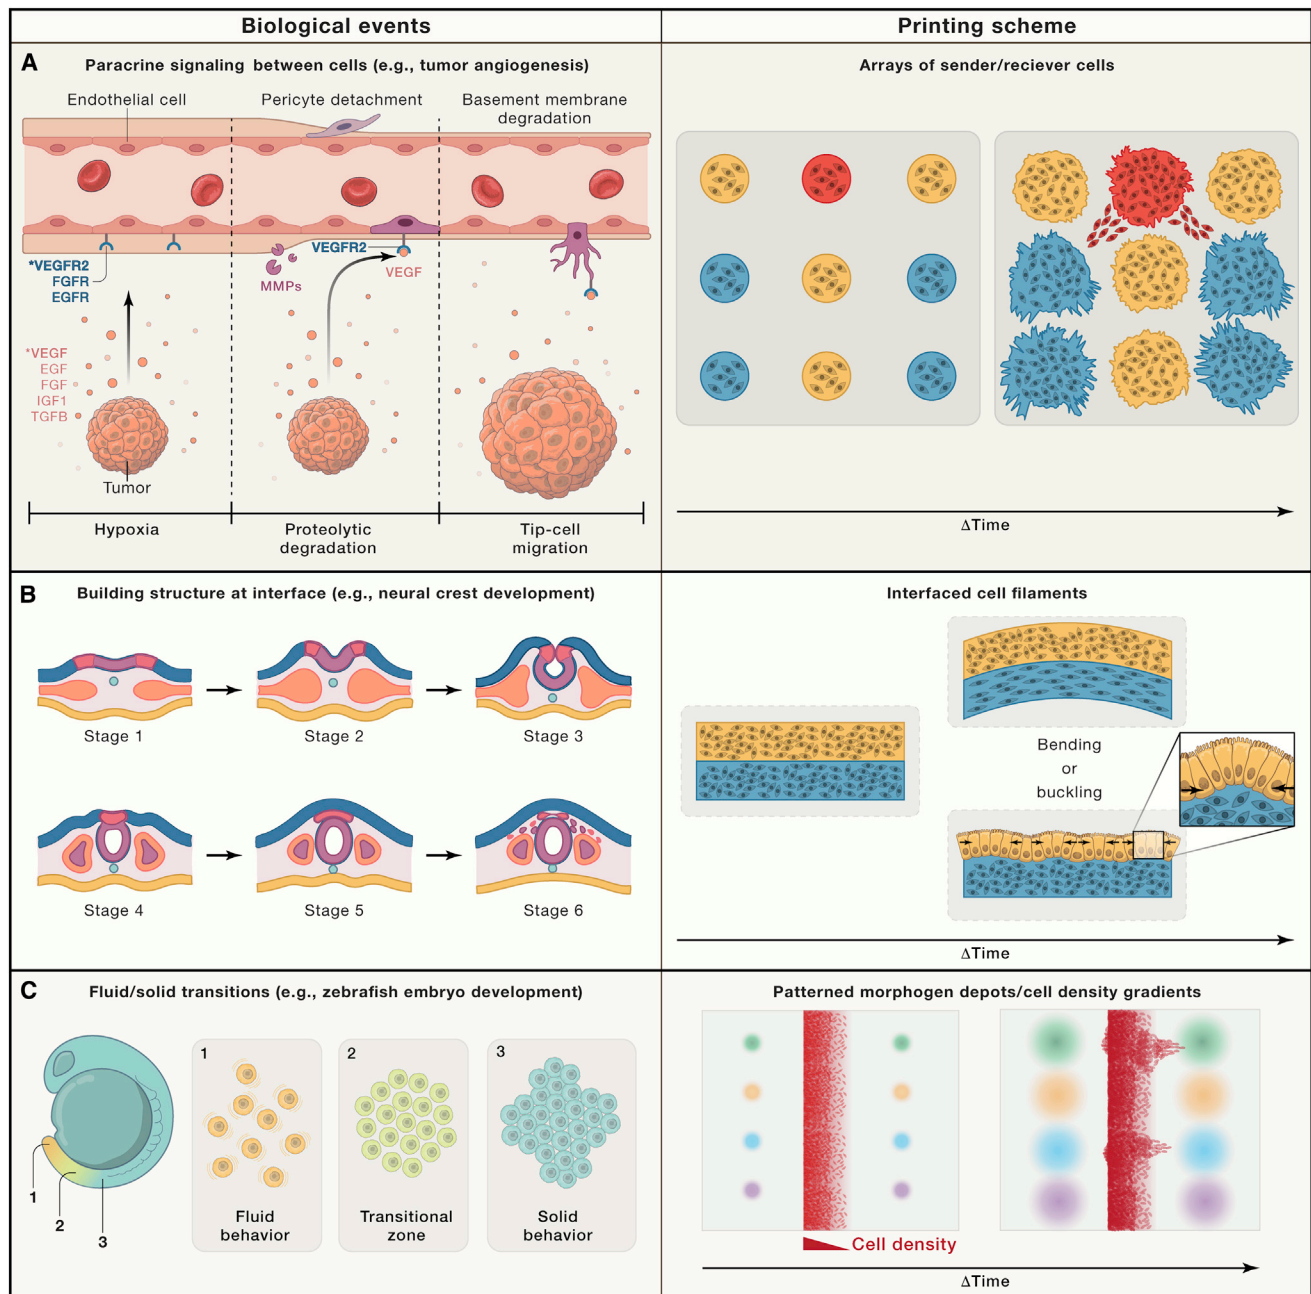 Biological events
Printing scheme
A
Paracrine signaling between cells (e.g., tumor angiogenesis)
Endothelial cell
Pericyte detachment
Basement membrane
degradation
*VEGFR2
FGFR
EGFR
MMPs
VEGFR2
VEGF
*VEGF
EGF
FGF
IGF1
TGFB
Tumor
Hypoxia
Proteolytic
degradation
Tip-cell
migration
Arrays of sender/reciever cells
ΔTime
B
Building structure at interface (e.g., neural crest development)
Stage 1
Stage 2
Stage 3
Stage 4
Stage 5
Stage 6
Interfaced cell filaments
Bending
or
buckling
ΔTime
C
Fluid/solid transitions (e.g., zebrafish embryo development)
1
2
3
1
Fluid
behavior
2
Transitional
zone
3
Solid
behavior
Patterned morphogen depots/cell density gradients
Cell density
ΔTime